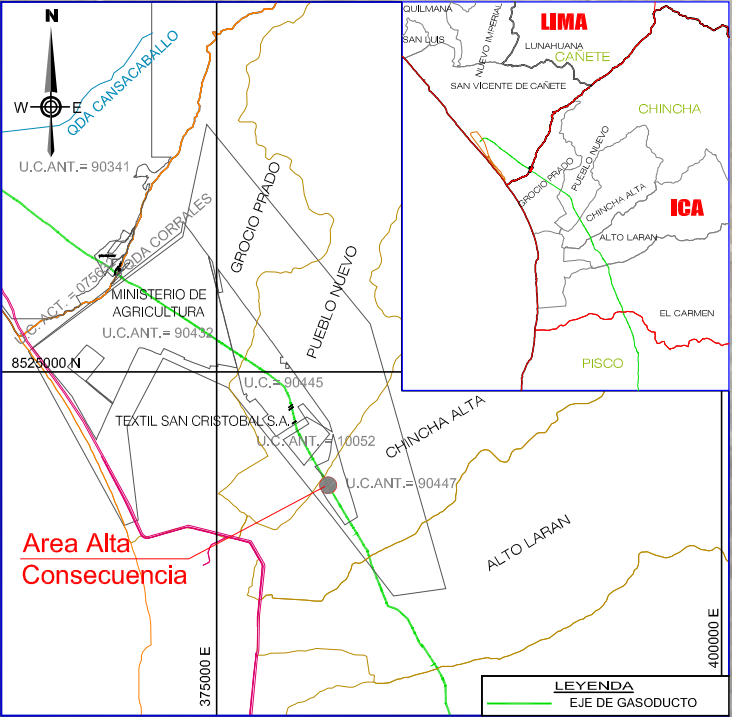 N
W
E
QDA CANSACABALLO
U.C.ANT.= 90341
QDA CORRALES
U.C. ACT. = 0756
GROCIO PRADO
MINISTERIO DE
AGRICULTURA
U.C.ANT.= 90432
PUEBLO NUEVO
8525000 N
U.C.= 90445
TEXTIL SAN CRISTOBAL S.A.
U.C. ANT. = 10052
CHINCHA ALTA
U.C.ANT.= 90447
Area Alta
Consecuencia
ALTO LARAN
375000 E
400000 E
QUILMANA
SAN LUIS
NUEVO IMPERIAL
LIMA
LUNAHUANA
CAÑETE
SAN VICENTE DE CAÑETE
CHINCHA
GROCIO PRADO
PUEBLO NUEVO
CHINCHA ALTA
ICA
ALTO LARAN
EL CARMEN
PISCO
LEYENDA
EJE DE GASODUCTO